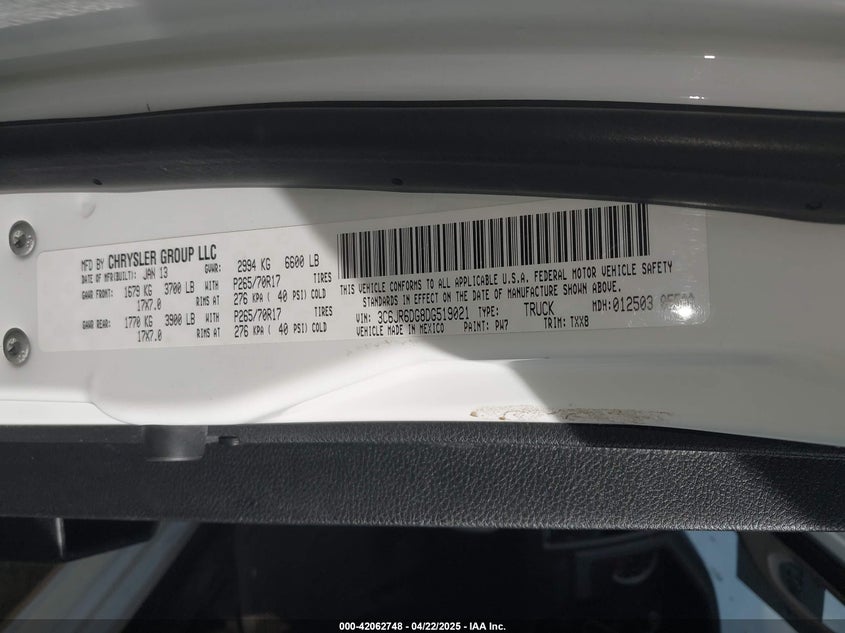 MFD BY CHRYSLER GROUP LLC
DATE OF MFR(BUILT): JAN 13 GVWR: 2994 KG 6600 LB
GAWR FRONT: 1679 KG 3700 LB WITH P265/70R17 TIRES
17X7.0 RIMS AT 276 KPA ( 40 PSI) COLD
GAWR REAR: 1770 KG 3900 LB WITH P265/70R17 TIRES
17X7.0 RIMS AT 276 KPA ( 40 PSI) COLD
THIS VEHICLE CONFORMS TO ALL APPLICABLE U.S.A. FEDERAL MOTOR VEHICLE SAFETY
STANDARDS IN EFFECT ON THE DATE OF MANUFACTURE SHOWN ABOVE.
VIN: 3C6JR6DG8DG519021 TYPE: TRUCK MDH: 012503
VEHICLE MADE IN MEXICO PAINT: PW7 TRIM: TXX8
000-42062748 - 04/22/2025 - IAA Inc.